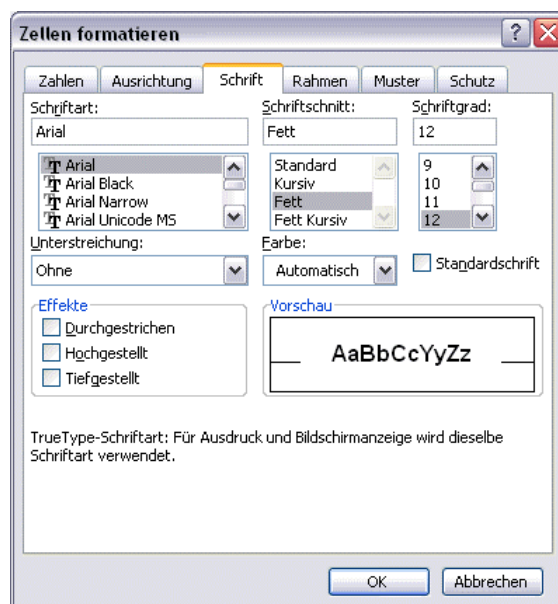 Zellen formatieren
Zahlen Ausrichtung Schrift Rahmen Muster Schutz
Schriftart: Schriftschnitt: Schriftgrad:
Arial Fett 12
Arial Standard 9
Arial Black Kursiv 10
Arial Narrow Fett 11
Arial Unicode MS Fett Kursiv 12
Unterstreichung: Farbe:
Ohne Automatisch Standardschrift
Effekte Vorschau
Durchgestrichen
Hochgestellt AaBbCcYyZz
Tiefgestellt
TrueType-Schriftart: Für Ausdruck und Bildschirmanzeige wird dieselbe
Schriftart verwendet.
OK Abbrechen